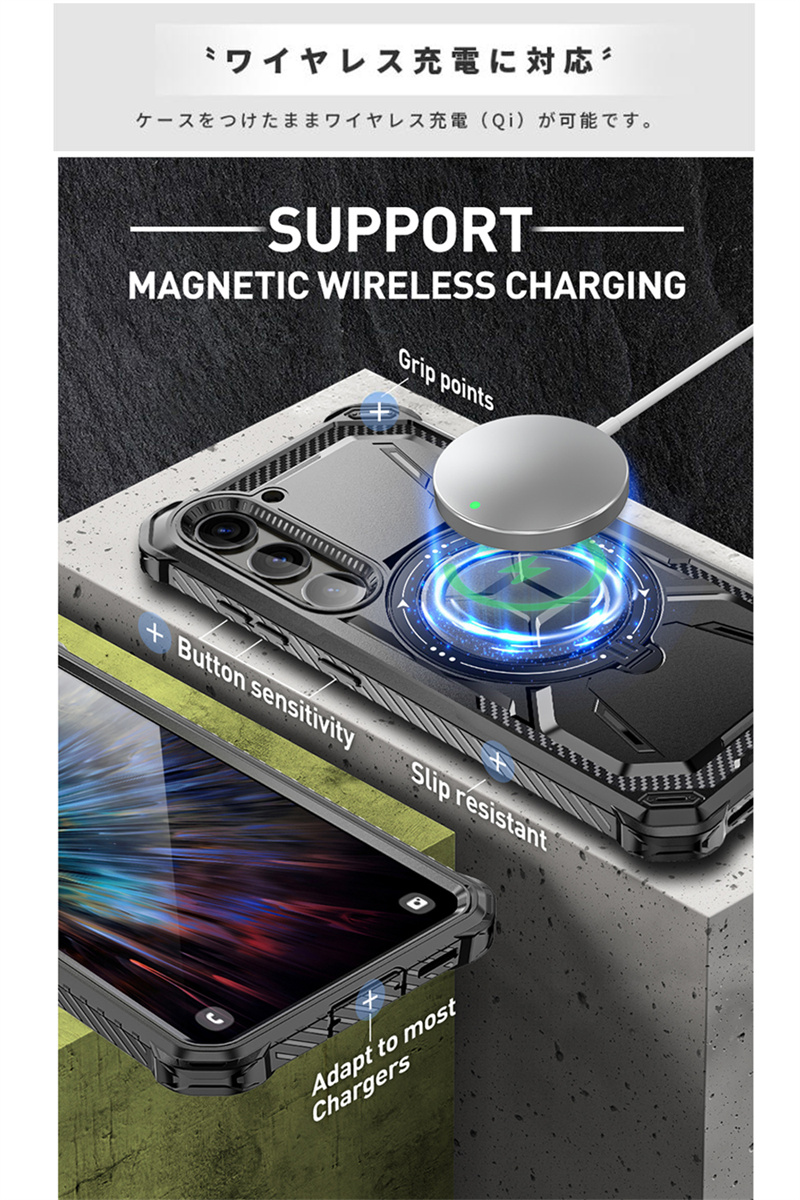 〝ワイヤレス充電に対応〞
ケースをつけたままワイヤレス充電（Qi）が可能です。
SUPPORT
MAGNETIC WIRELESS CHARGING
Grip points
Button sensitivity
Slip resistant
Adapt to most
Chargers